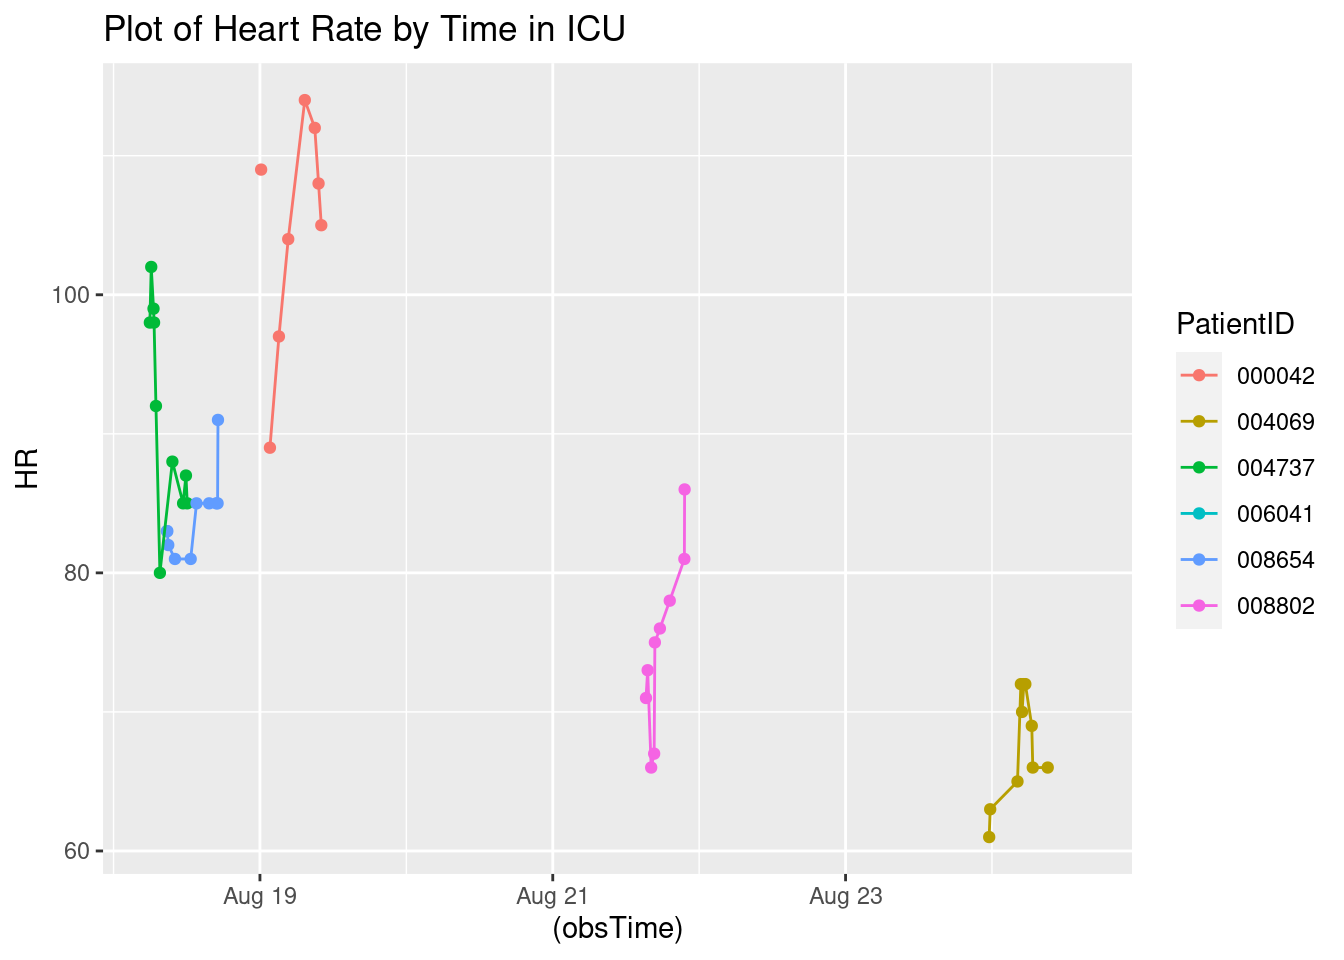 Plot of Heart Rate by Time in ICU
HR
100
80
60
Aug 19
Aug 21
Aug 23
(obsTime)
PatientID
000042
004069
004737
006041
008654
008802